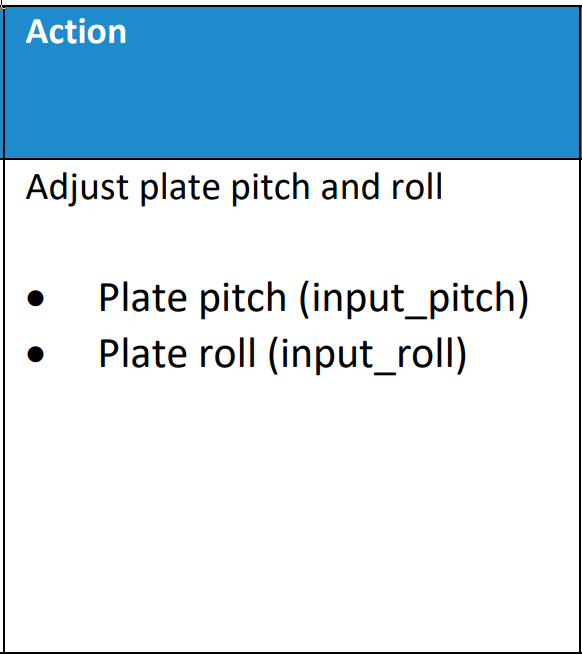 Action
Adjust plate pitch and roll
• Plate pitch (input_pitch)
• Plate roll (input_roll)